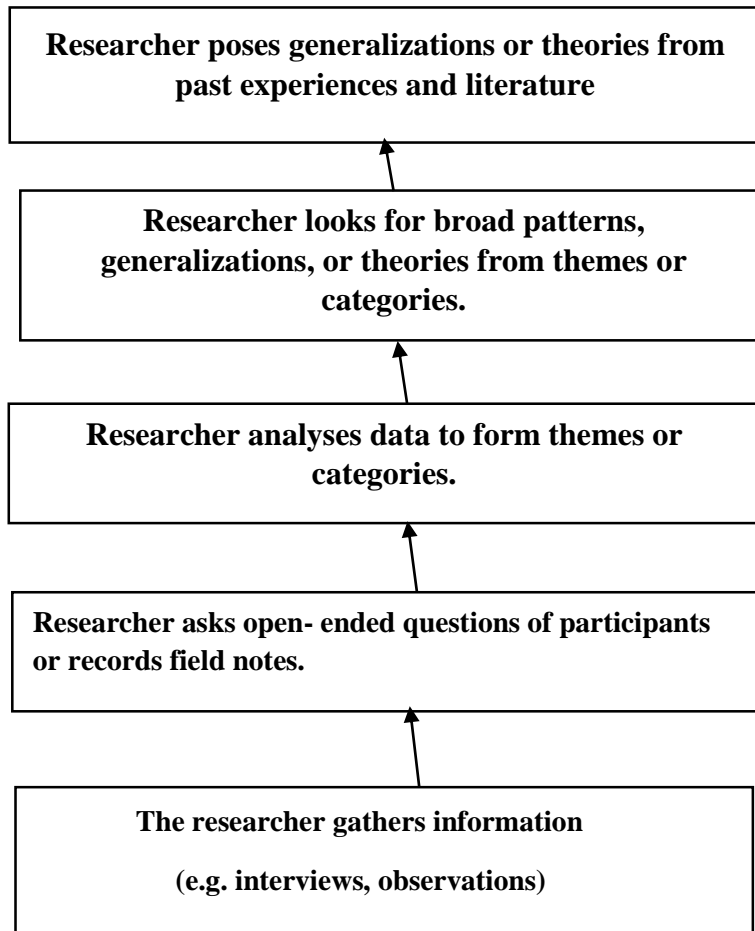 Researcher poses generalizations or theories from
past experiences and literature
Researcher looks for broad patterns,
generalizations, or theories from themes or
categories.
Researcher analyses data to form themes or
categories.
Researcher asks open- ended questions of participants
or records field notes.
The researcher gathers information
(e.g. interviews, observations)